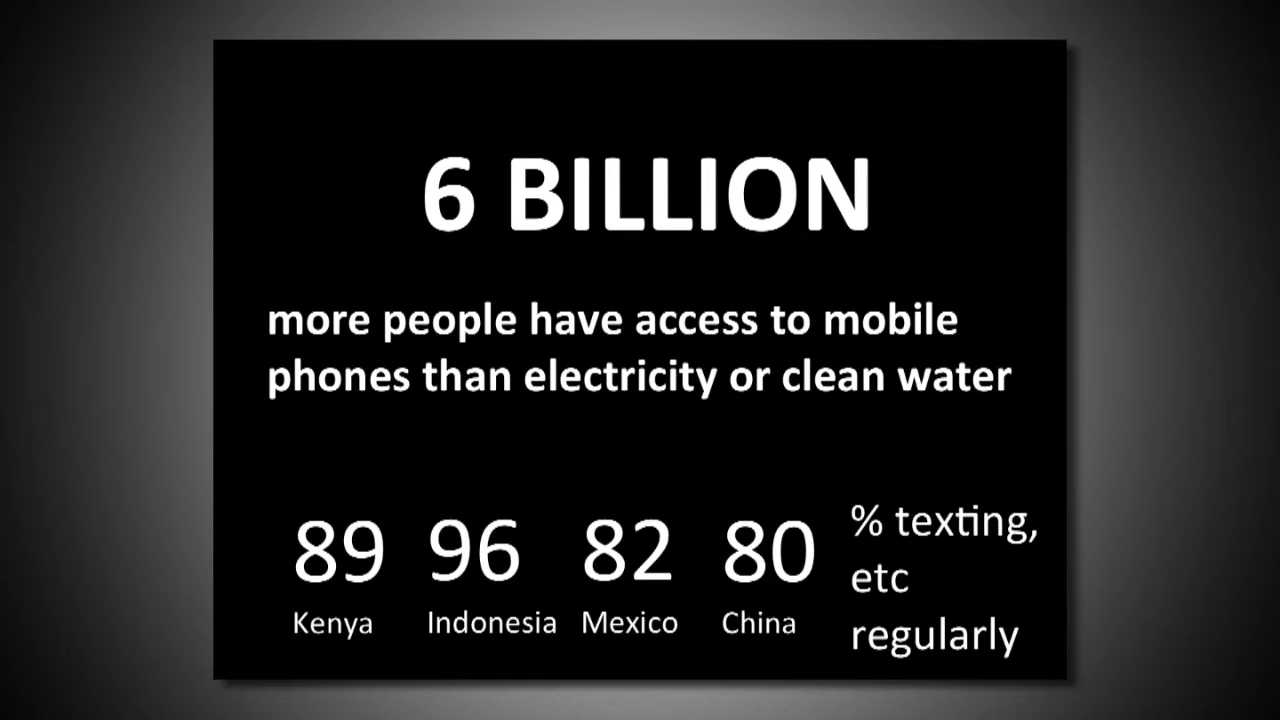 6 BILLION
more people have access to mobile
phones than electricity or clean water
89 96 82 80
Kenya Indonesia Mexico China
% texting,
etc
regularly